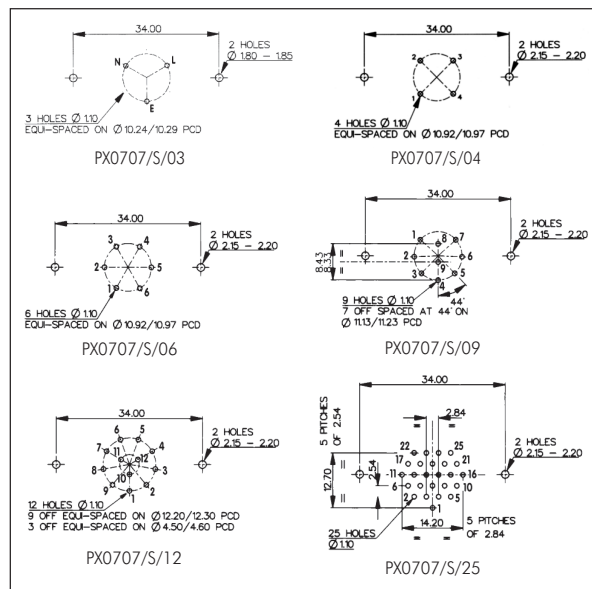 34.00
2 HOLES
Ø 1.80 – 1.85
N
L
E
3 HOLES Ø 1.10
EQUI-SPACED ON Ø 10.24/10.29 PCD
PX0707/S/03
34.00
2 HOLES
Ø 2.15 – 2.20
2
3
1
4
4 HOLES Ø 1.10
EQUI-SPACED ON Ø 10.92/10.97 PCD
PX0707/S/04
34.00
2 HOLES
Ø 2.15 – 2.20
3
4
2
5
1
6
6 HOLES Ø 1.10
EQUI-SPACED ON Ø 10.92/10.97 PCD
PX0707/S/06
34.00
2 HOLES
Ø 2.15 – 2.20
8.43
8.33
=
=
1
8
7
2
6
9
3
5
4
44°
9 HOLES Ø 1.10
7 OFF SPACED AT 44° ON
Ø 11.13/11.23 PCD
PX0707/S/09
34.00
2 HOLES
Ø 2.15 – 2.20
6
5
7
4
11
12
8
3
10
9
2
1
12 HOLES Ø 1.10
9 OFF EQUI-SPACED ON Ø 12.20/12.30 PCD
3 OFF EQUI-SPACED ON Ø 4.50/4.60 PCD
PX0707/S/12
34.00
5 PITCHES
OF 2.54
2.84
=
=
2 HOLES
Ø 2.15 – 2.20
22
25
17
21
11
16
6
10
2
5
1
12.70
=
=
2.54
25 HOLES
Ø 1.10
14.20
5 PITCHES
OF 2.84
=
=
PX0707/S/25